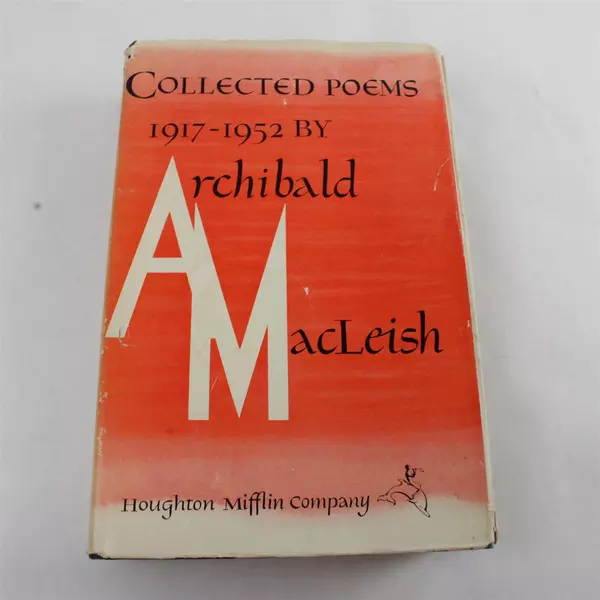 COLLECTED POEMS
1917-1952 BY
Archibald
MacLeish
Houghton Mifflin Company